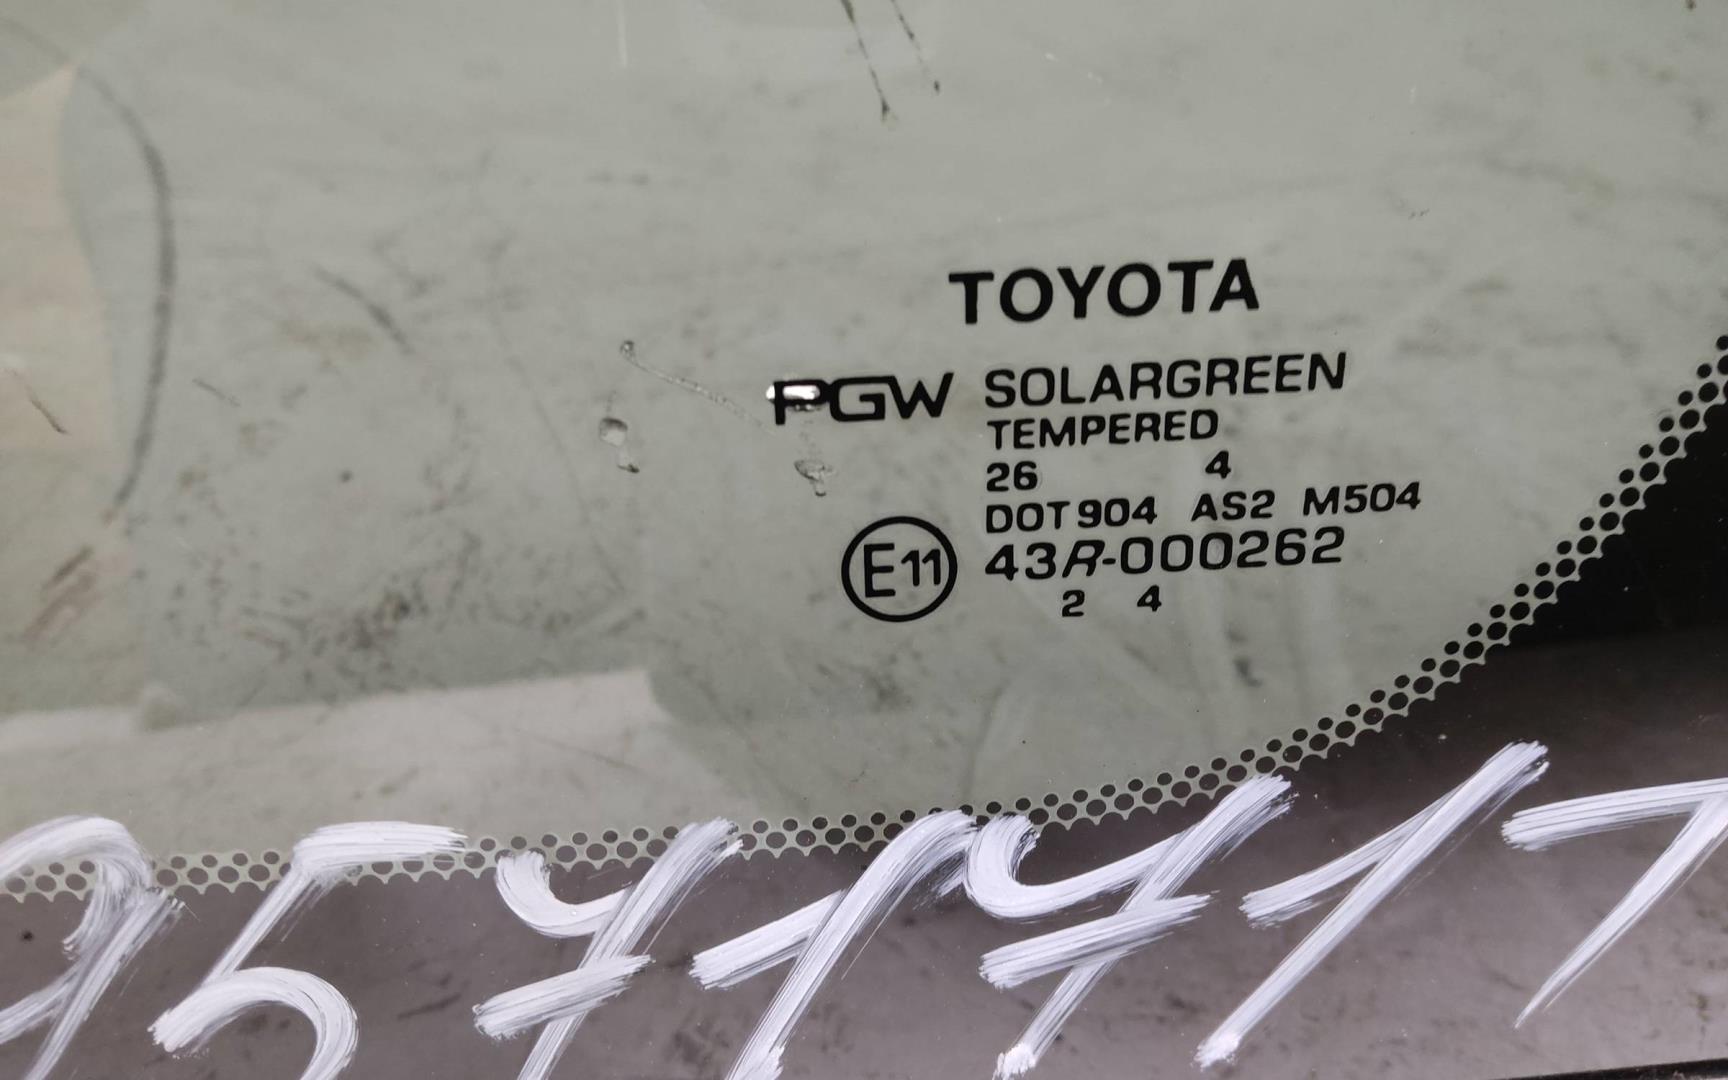 TOYOTA
PGW SOLARGREEN
TEMPERED
26 4
DOT904 AS2 M504
E11 43R-000262
2 4